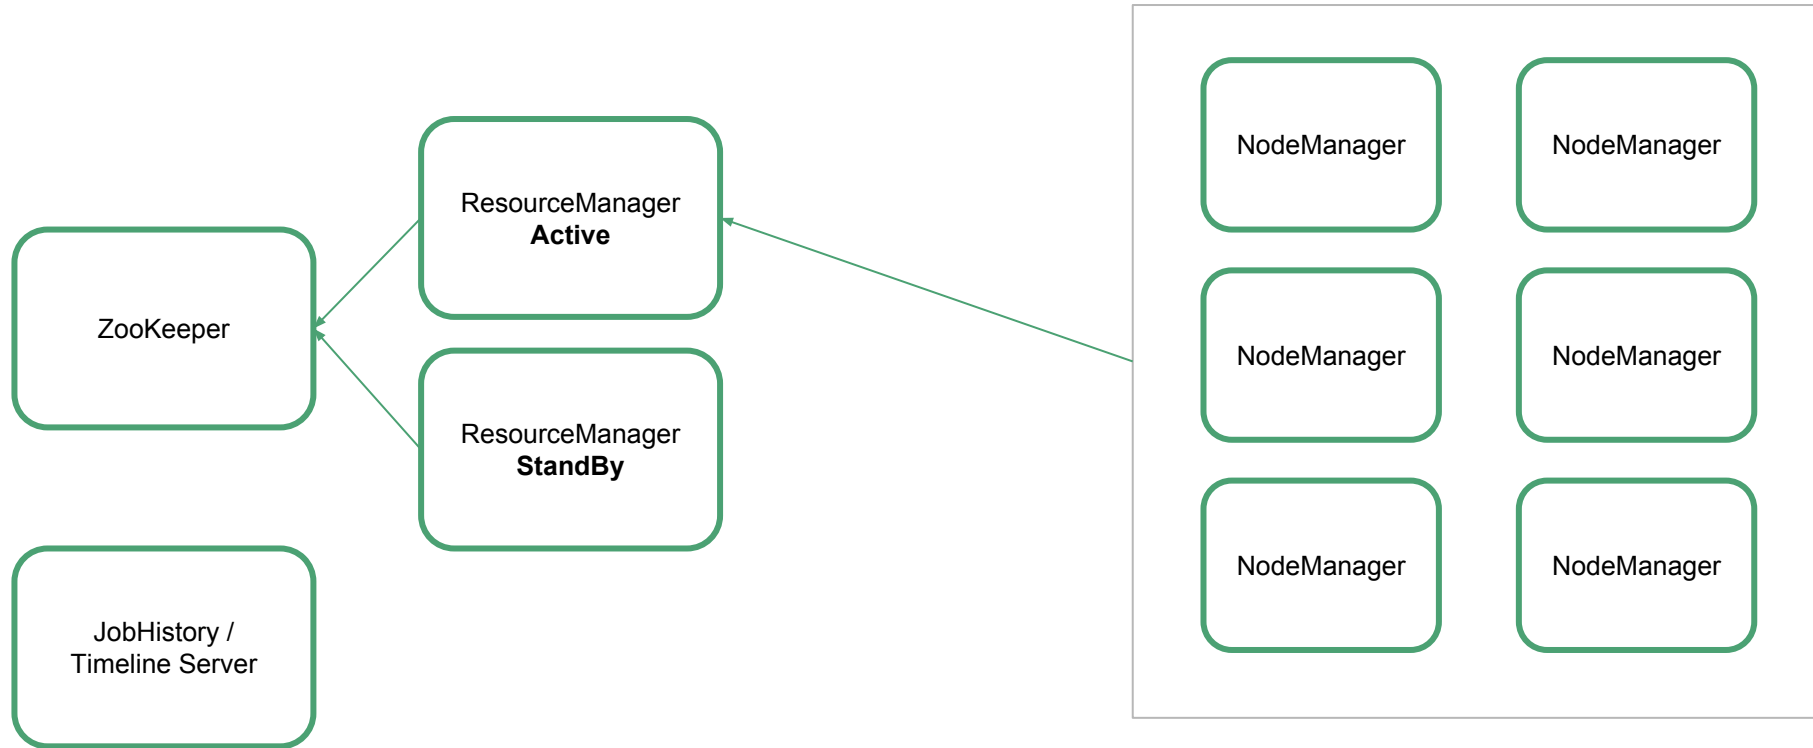 ZooKeeper
JobHistory /
Timeline Server
ResourceManager
Active
ResourceManager
StandBy
NodeManager
NodeManager
NodeManager
NodeManager
NodeManager
NodeManager